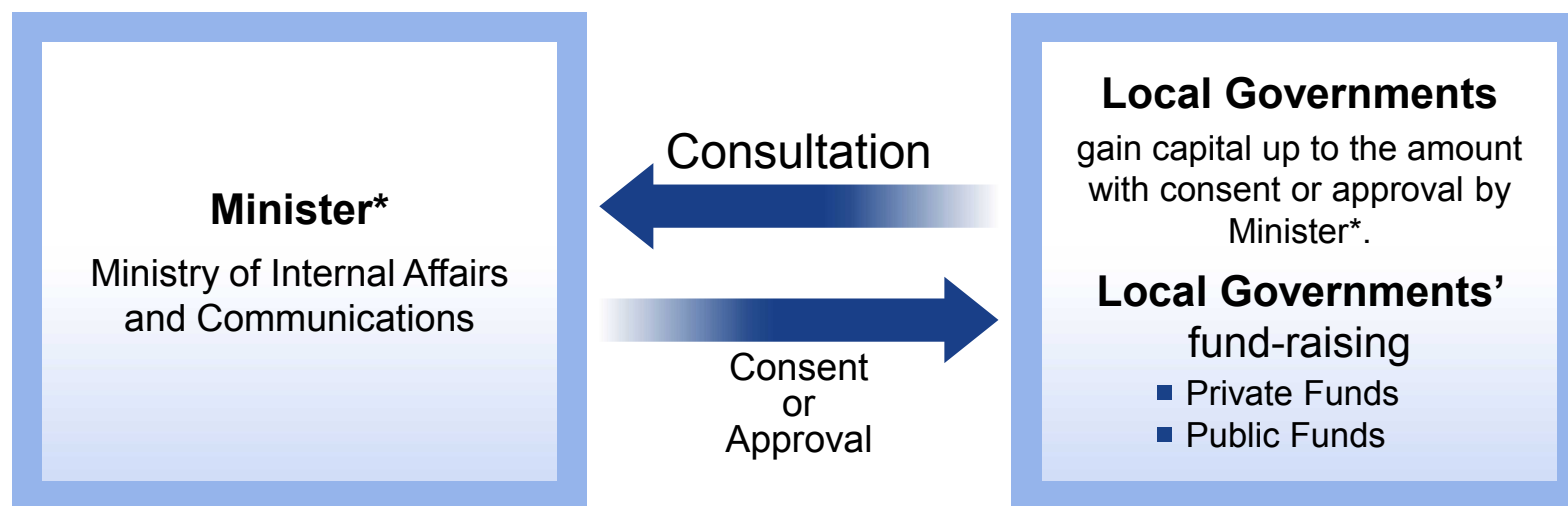 Minister*
Ministry of Internal Affairs
and Communications
Consultation
Consent
or
Approval
Local Governments
gain capital up to the amount
with consent or approval by
Minister*.
Local Governments’
fund-raising
Private Funds
Public Funds